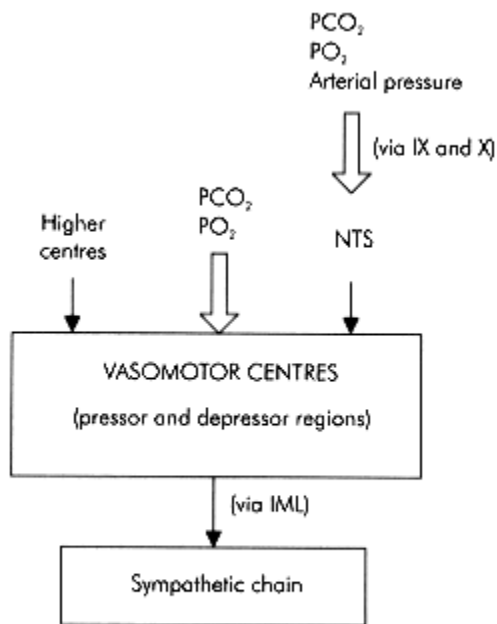 PCO₂
PO₂
Arterial pressure
(via IX and X)
PCO₂
PO₂
Higher
centres
NTS
VASOMOTOR CENTRES
(pressor and depressor regions)
(via IML)
Sympathetic chain